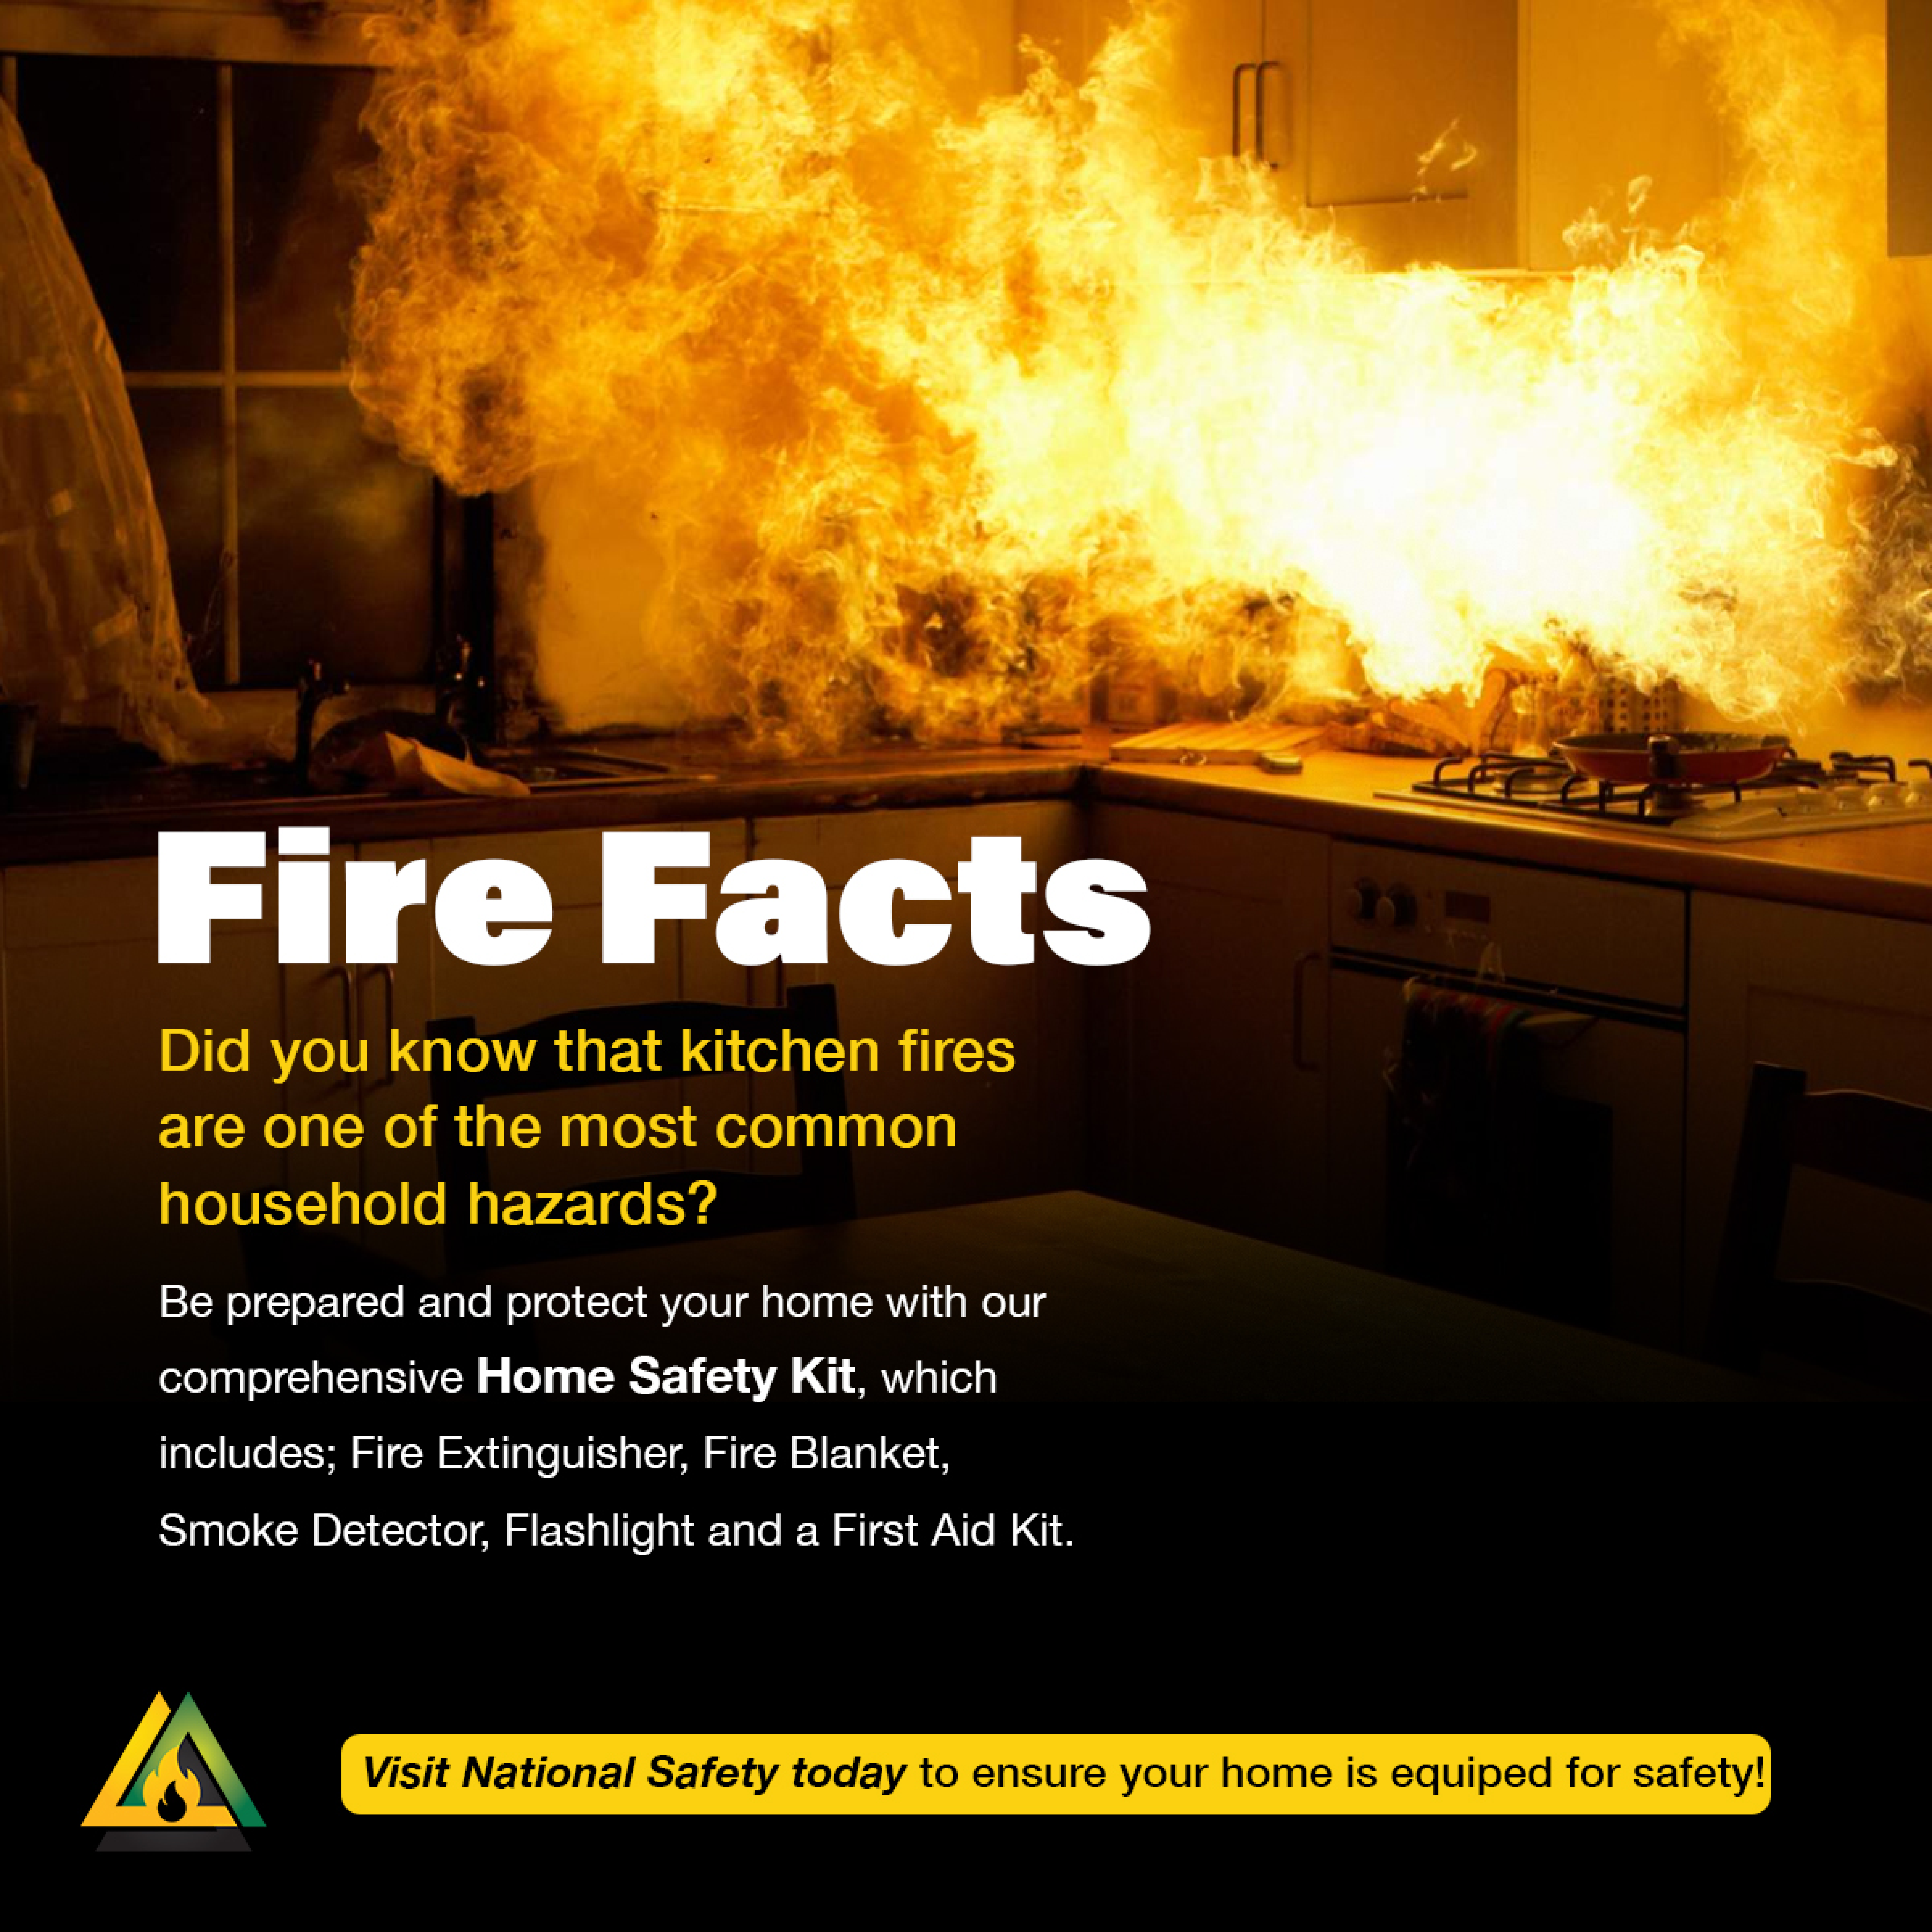 Fire Facts
Did you know that kitchen fires
are one of the most common
household hazards?
Be prepared and protect your home with our
comprehensive Home Safety Kit, which
includes; Fire Extinguisher, Fire Blanket,
Smoke Detector, Flashlight and a First Aid Kit.
Visit National Safety today to ensure your home is equiped for safety!